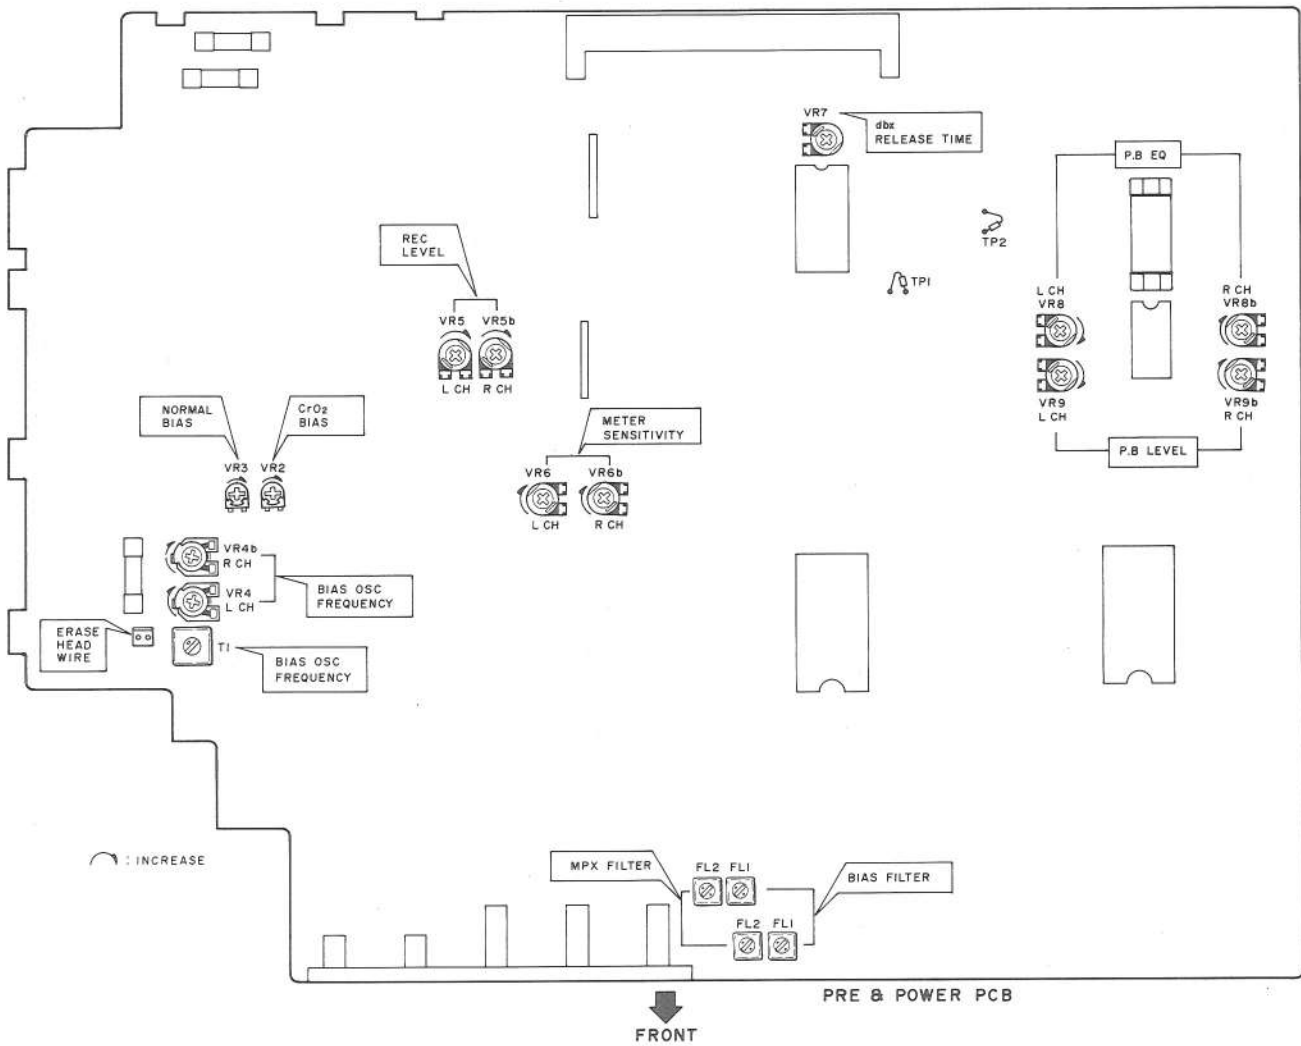 VR7
dbx
RELEASE TIME
P.B EQ
REC
LEVEL
TP2
TP1
L CH
VR8
R CH
VR8b
VR5
VR5b
L CH
R CH
NORMAL
BIAS
CrO2
BIAS
METER
SENSITIVITY
VR9
L CH
VR9b
R CH
P.B LEVEL
VR3
VR2
VR6
VR6b
L CH
R CH
VR4b
R CH
VR4
L CH
BIAS OSC
FREQUENCY
ERASE
HEAD
WIRE
T1
BIAS OSC
FREQUENCY
: INCREASE
MPX FILTER
FL2
FL1
BIAS FILTER
FL2
FL1
PRE & POWER PCB
FRONT